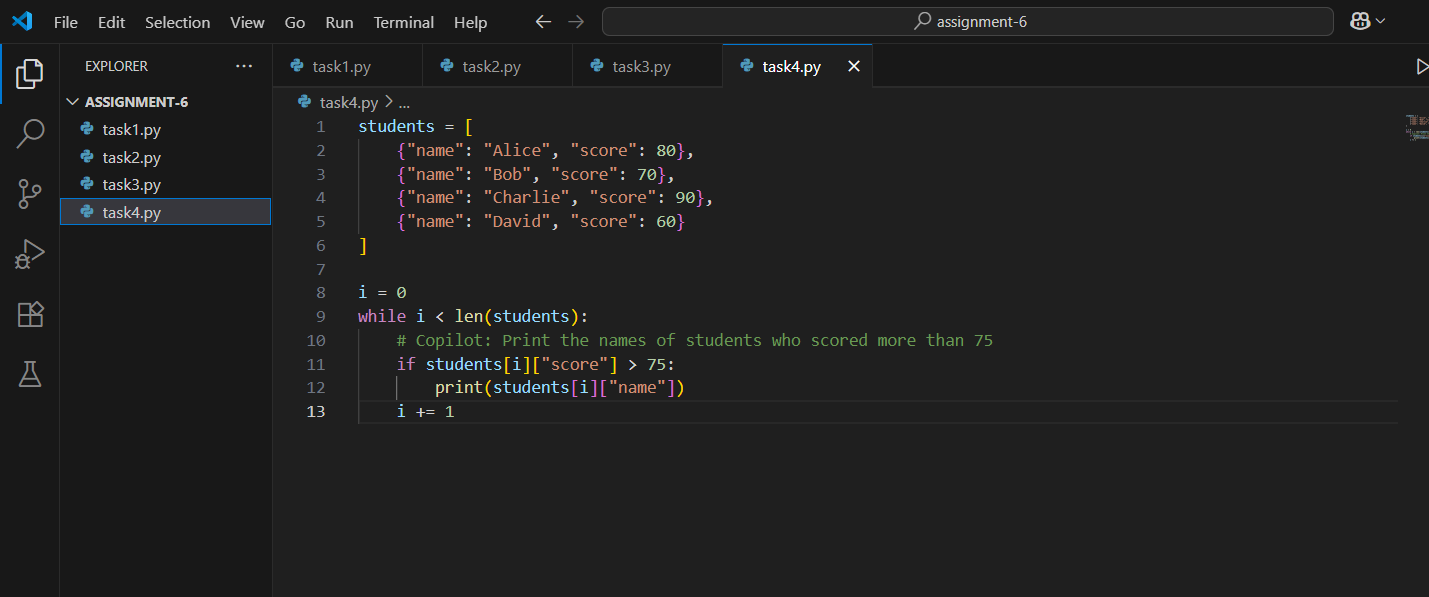 File Edit Selection View Go Run Terminal Help
assignment-6
EXPLORER ...
task1.py task2.py task3.py task4.py
ASSIGNMENT-6
task1.py
task2.py
task3.py
task4.py
task4.py > ...
1 students = [
2     {"name": "Alice", "score": 80},
3     {"name": "Bob", "score": 70},
4     {"name": "Charlie", "score": 90},
5     {"name": "David", "score": 60}
6 ]
7
8 i = 0
9 while i < len(students):
10     # Copilot: Print the names of students who scored more than 75
11     if students[i]["score"] > 75:
12         print(students[i]["name"])
13     i += 1